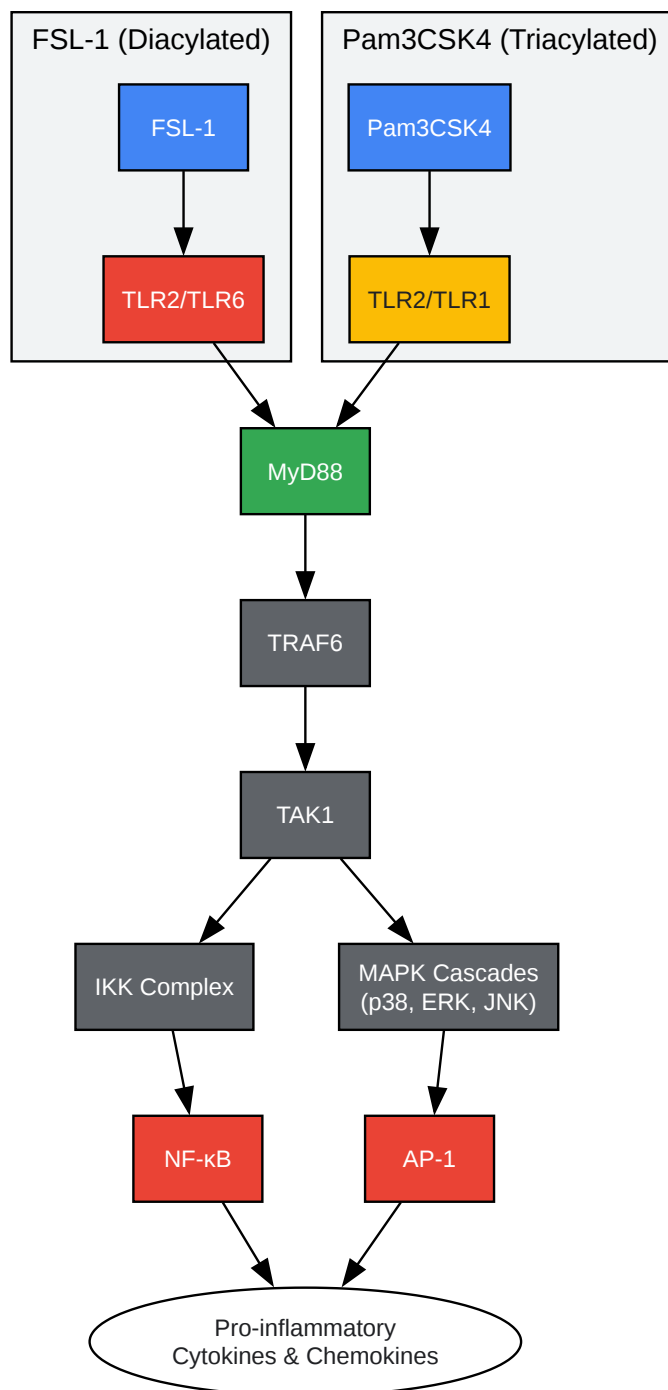 FSL-1 (Diacylated)
Pam3CSK4 (Triacylated)
FSL-1
Pam3CSK4
TLR2/TLR6
TLR2/TLR1
MyD88
TRAF6
TAK1
IKK Complex
MAPK Cascades
(p38, ERK, JNK)
NF-κB
AP-1
Pro-inflammatory
Cytokines & Chemokines